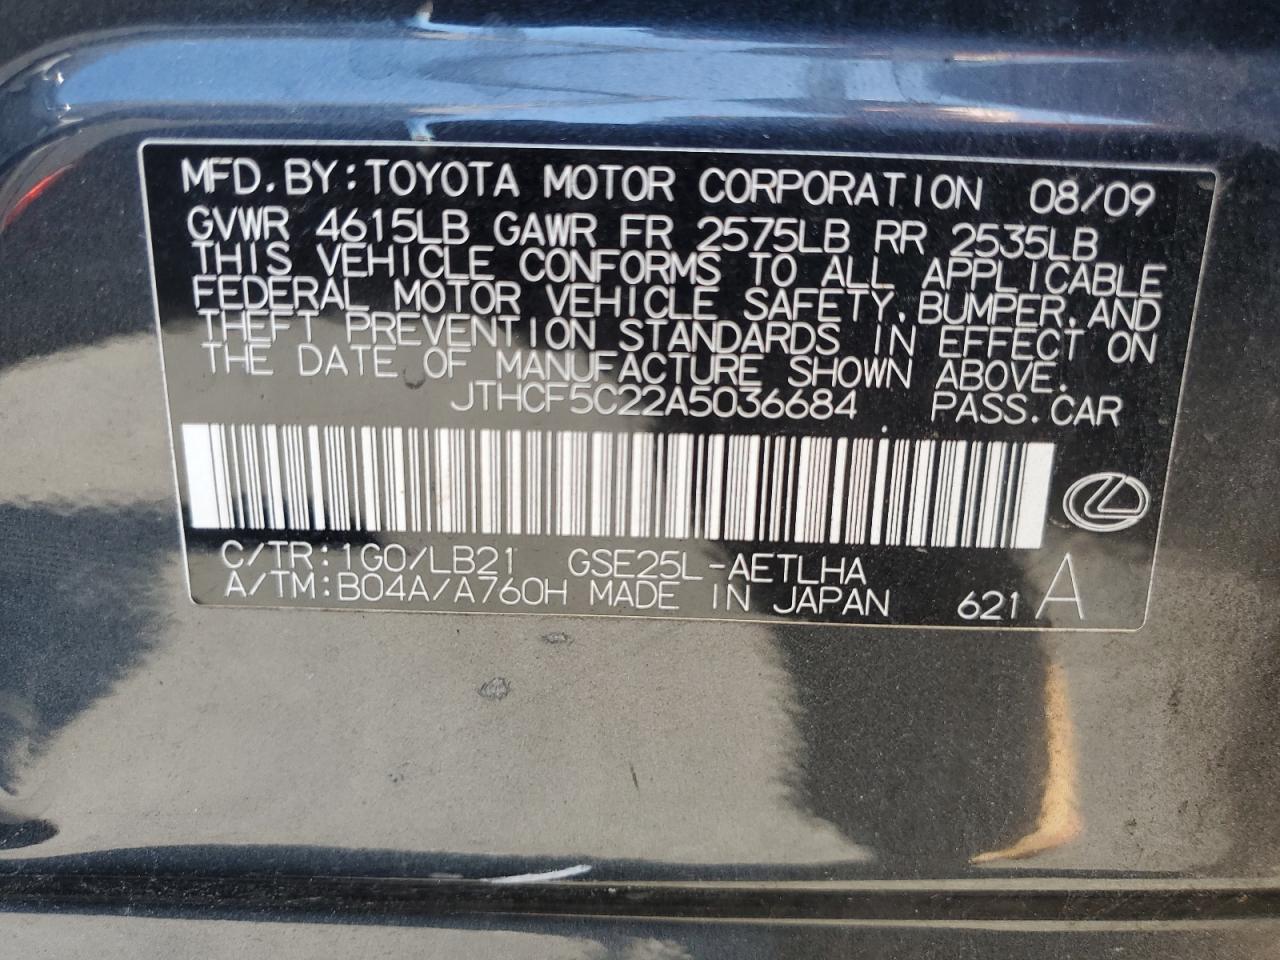 MFD.BY:TOYOTA MOTOR CORPORATION 08/09
GVWR 4615LB GAWR FR 2575LB RR 2535LB
THIS VEHICLE CONFORMS TO ALL APPLICABLE
FEDERAL MOTOR VEHICLE SAFETY,BUMPER,AND
THEFT PREVENTION STANDARDS IN EFFECT ON
THE DATE OF MANUFACTURE SHOWN ABOVE.
JTHCF5C22A5036684 PASS.CAR
C/TR:1G0/LB21 GSE25L-AETLHA
A/TM:B04A/A760H MADE IN JAPAN 621 A